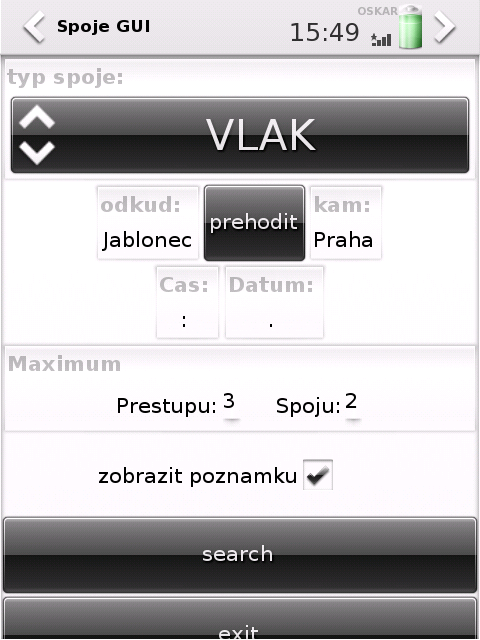 Spoje GUI
15:49
OSKAR
typ spoje:
VLAK
odkud:
prehodit
kam:
Jablonec
Praha
Cas:
Datum:
:
.
Maximum
Prestupu: 3
Spoju: 2
zobrazit poznamku
search
exit